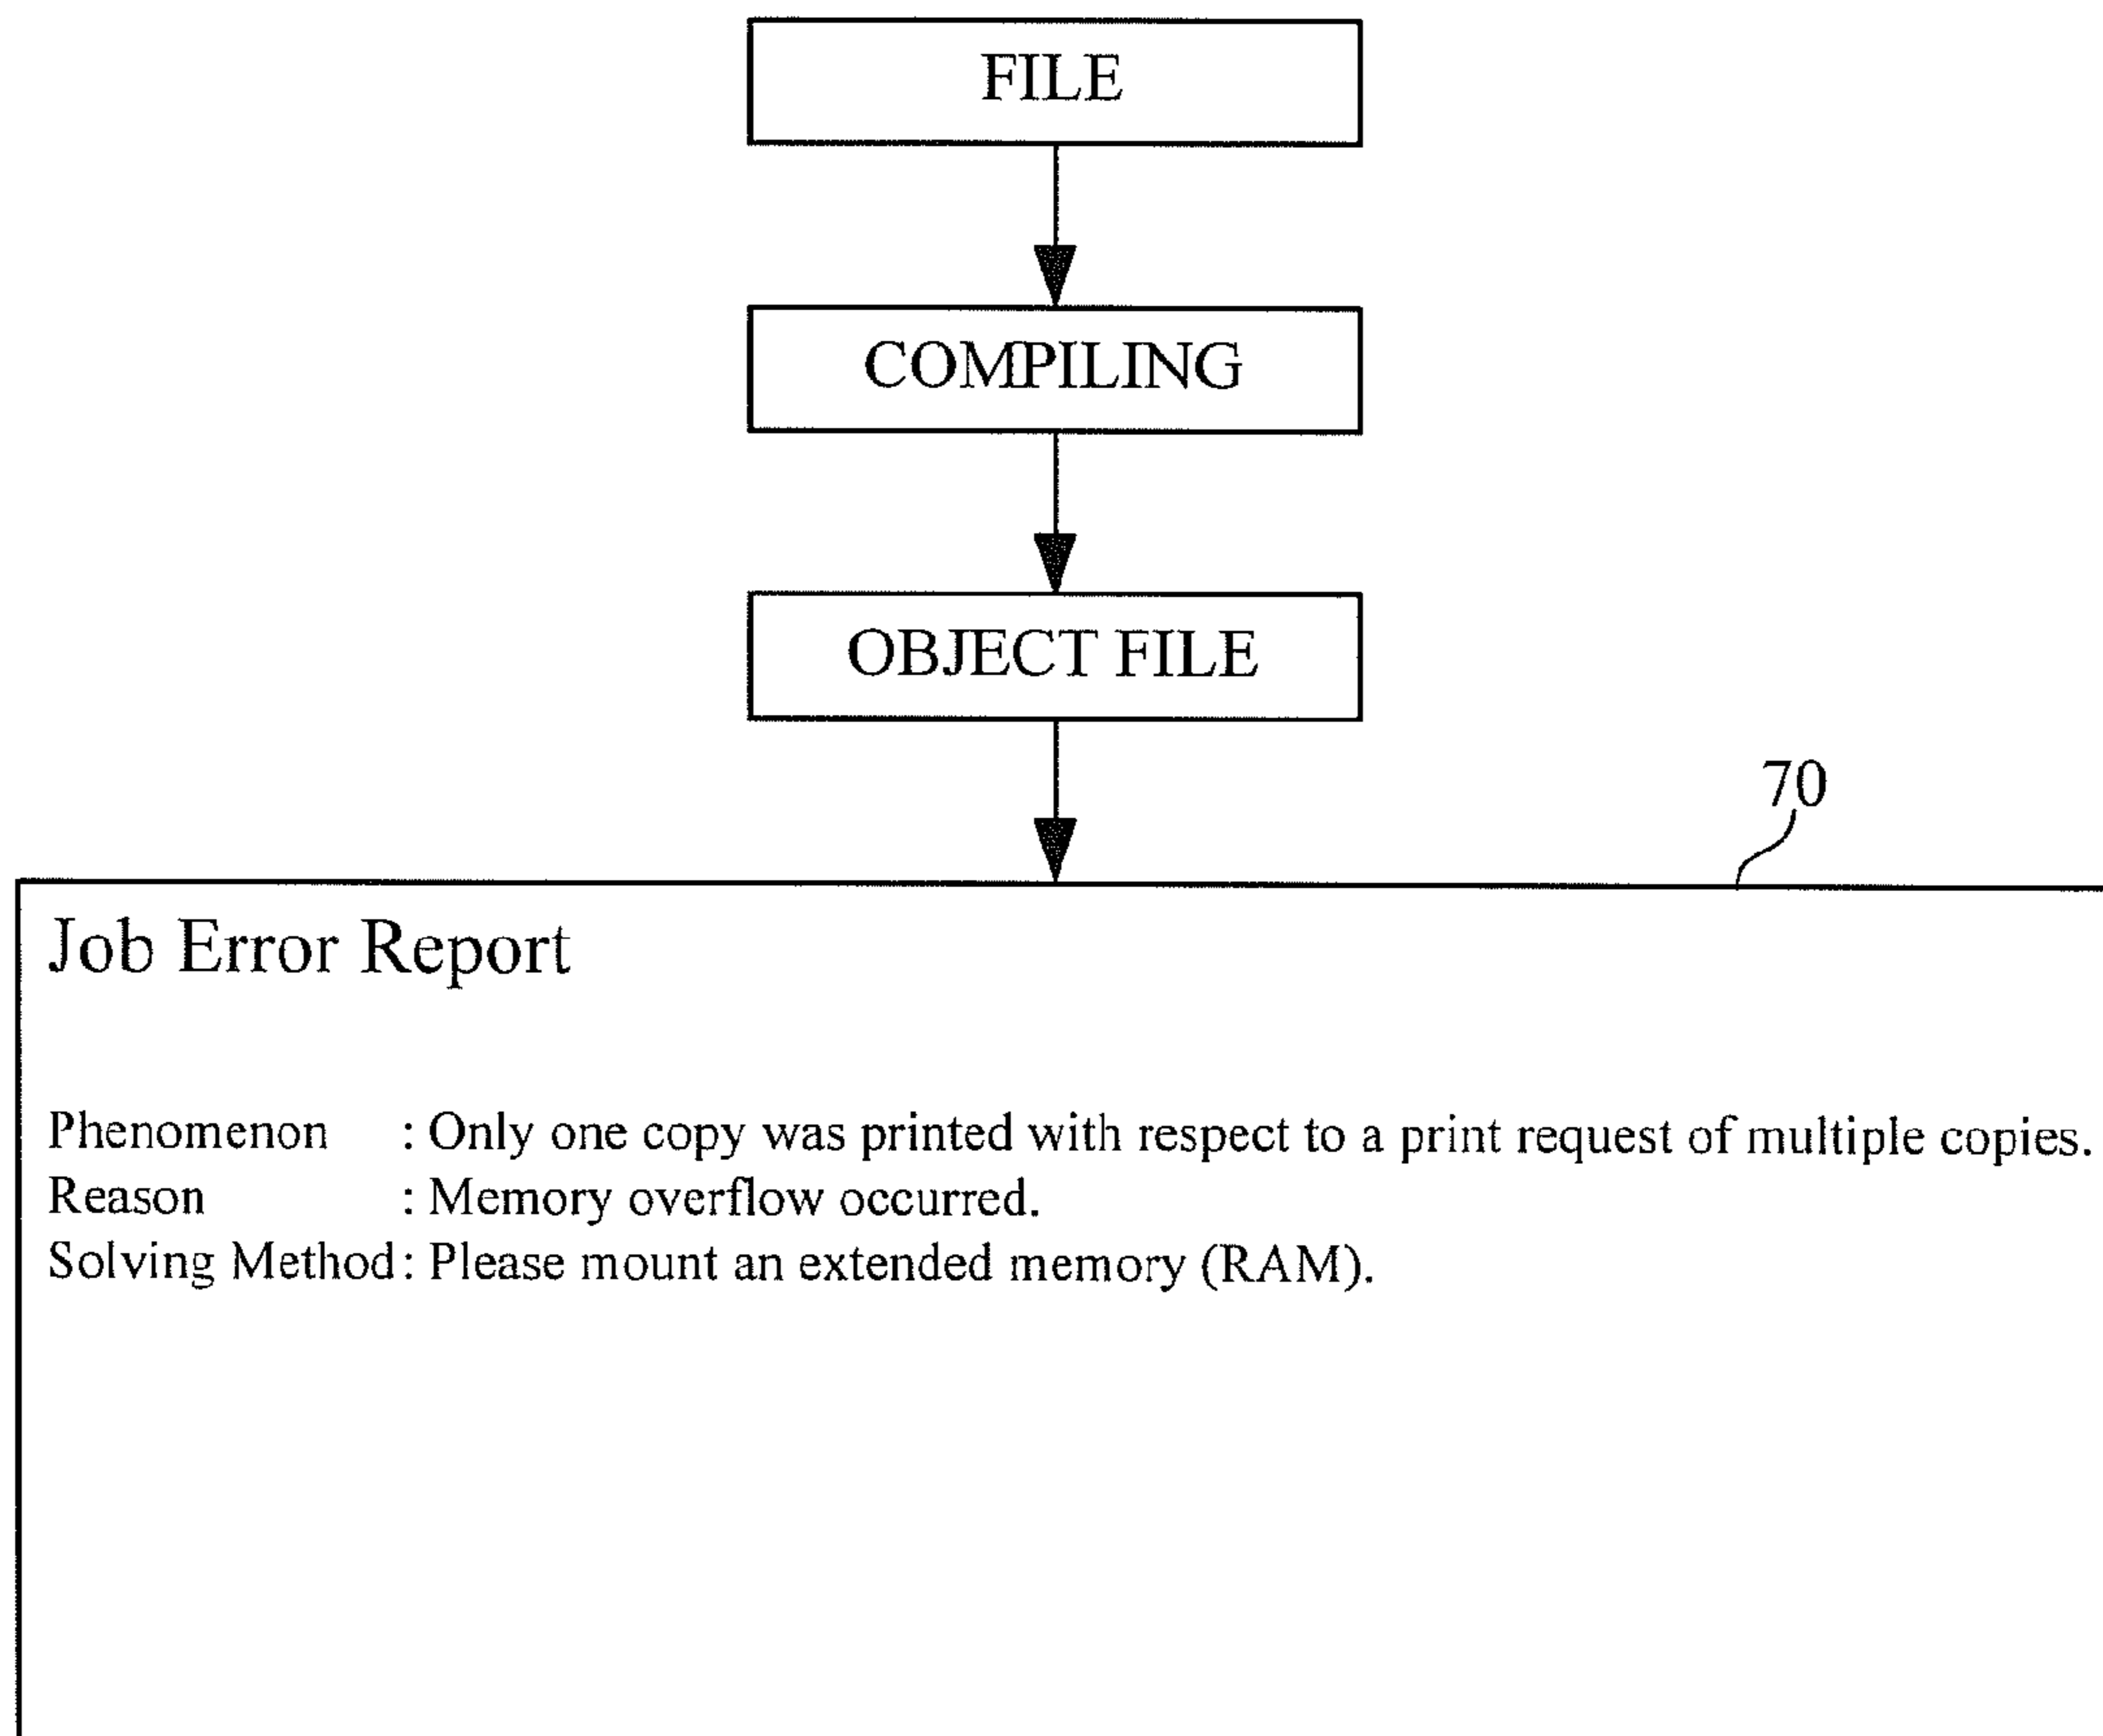 FILE
COMPILING
OBJECT FILE
70
Job Error Report
Phenomenon : Only one copy was printed with respect to a print request of multiple copies.
Reason : Memory overflow occurred.
Solving Method : Please mount an extended memory (RAM).